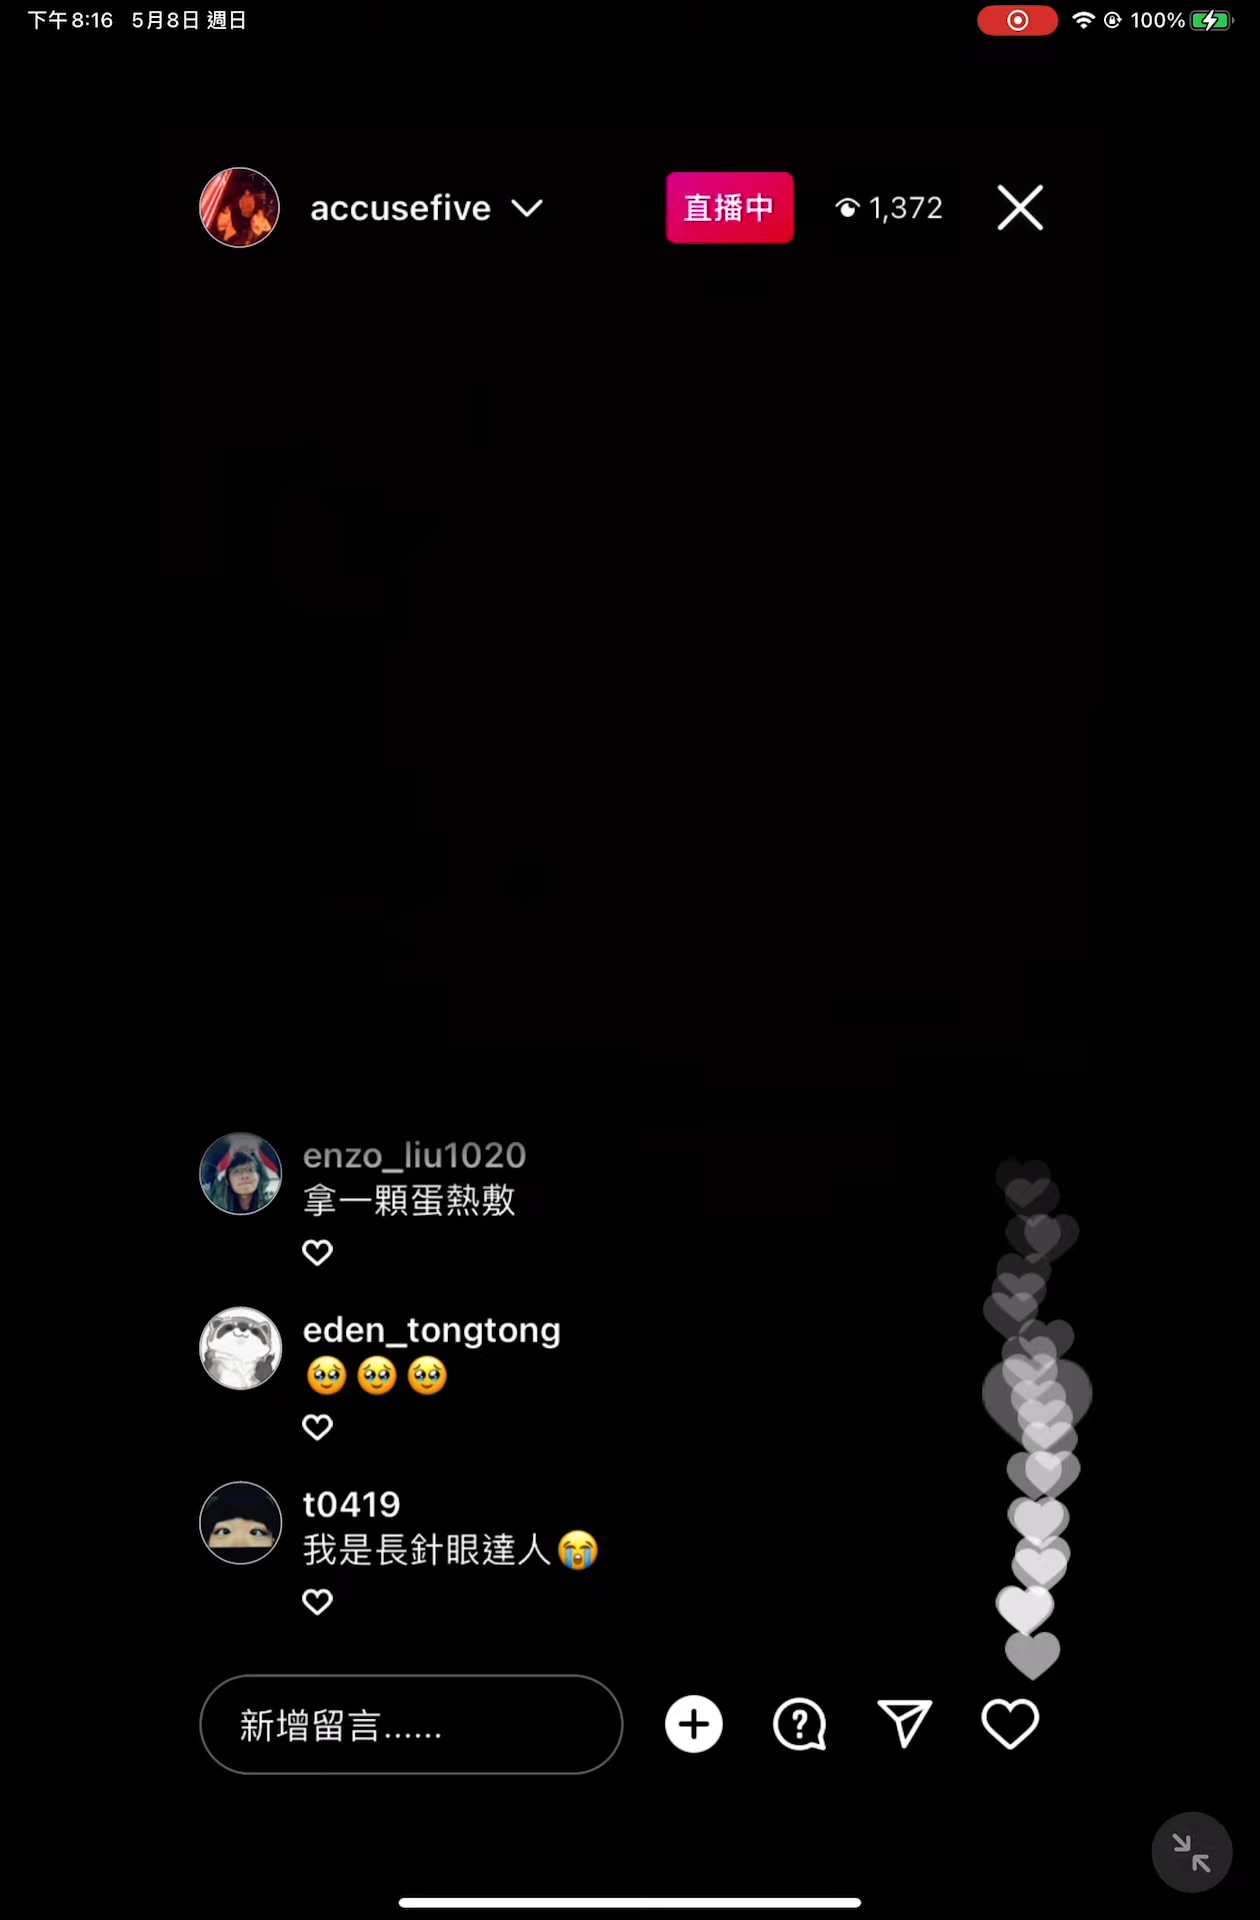 下午8:16 5月8日 週日 100%
accusefive 直播中 1,372
enzo_liu1020
拿一顆蛋熱敷
eden_tongtong
🥹🥹🥹
t0419
我是長針眼達人😭
新增留言......